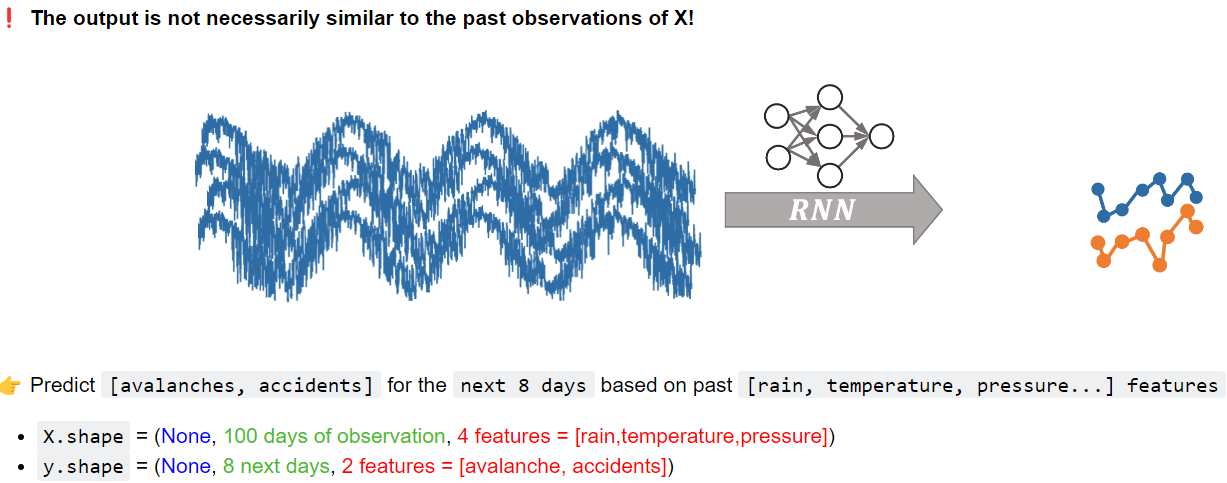 ❗ The output is not necessarily similar to the past observations of X!
RNN
👉 Predict [avalanches, accidents] for the next 8 days based on past [rain, temperature, pressure...] features
• X.shape = (None, 100 days of observation, 4 features = [rain,temperature,pressure])
• y.shape = (None, 8 next days, 2 features = [avalanche, accidents])